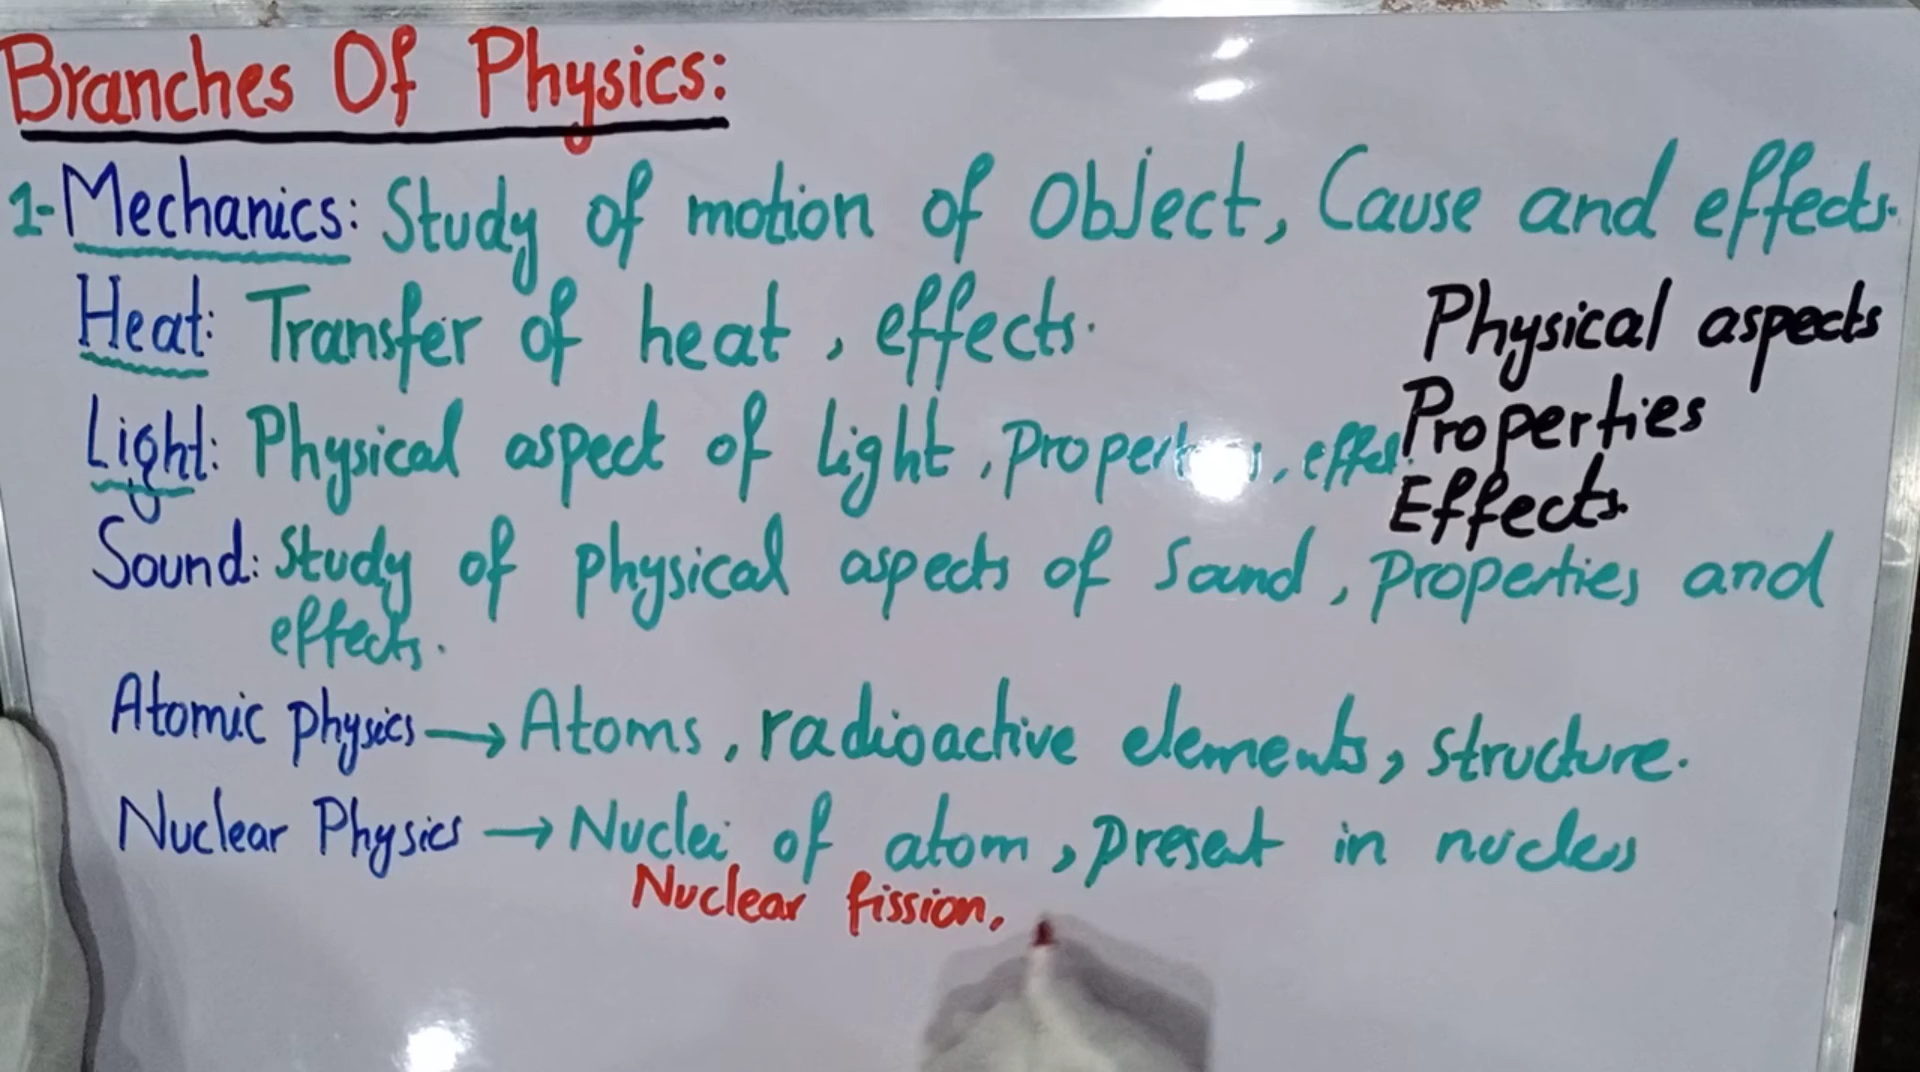 Branches Of Physics:
1- Mechanics: Study of motion of Object, Cause and effects.
Heat: Transfer of heat, effects.
Physical aspects
Light: Physical aspect of light, Properties, effect
Properties
Effects.
Sound: Study of physical aspects of Sound, Properties and
effects.
Atomic physics → Atoms, radioactive elements, structure.
Nuclear Physics → Nuclei of atom, present in nucleus
Nuclear fission,